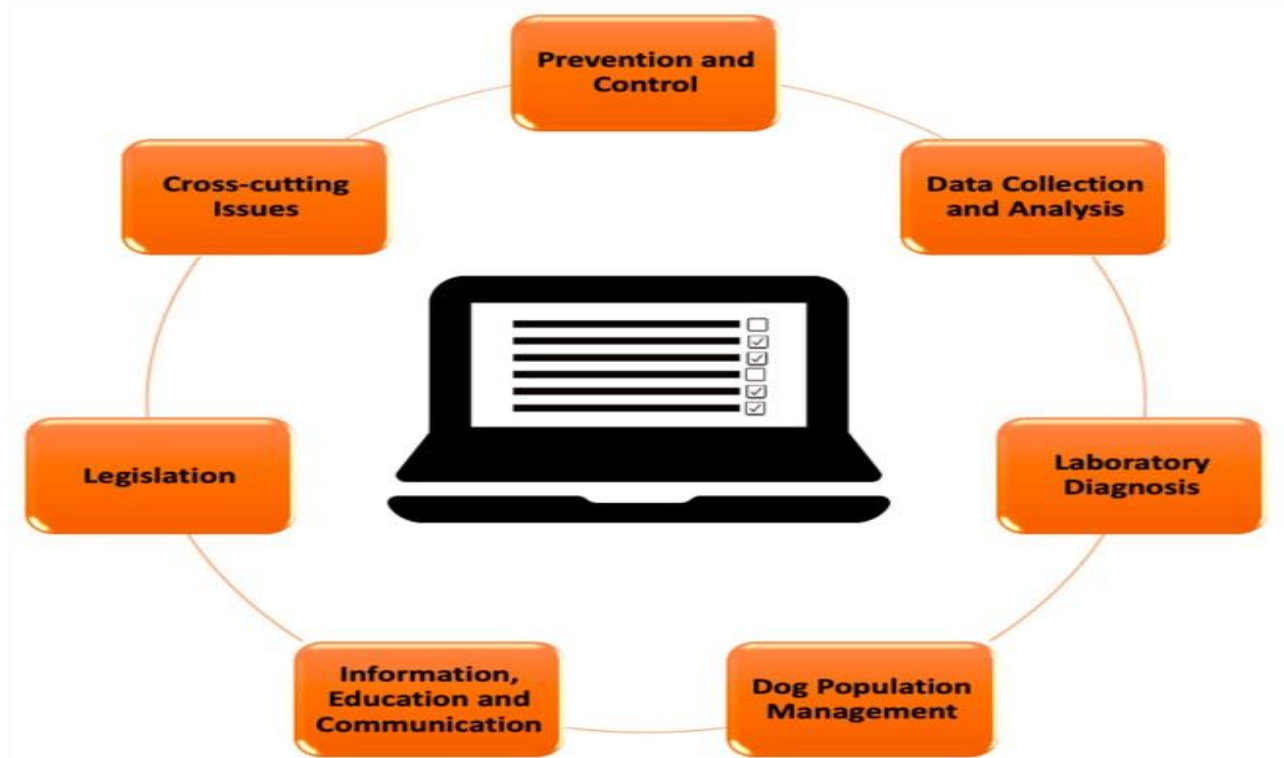 Prevention and
Control
Data Collection
and Analysis
Laboratory
Diagnosis
Dog Population
Management
Information,
Education and
Communication
Legislation
Cross-cutting
Issues